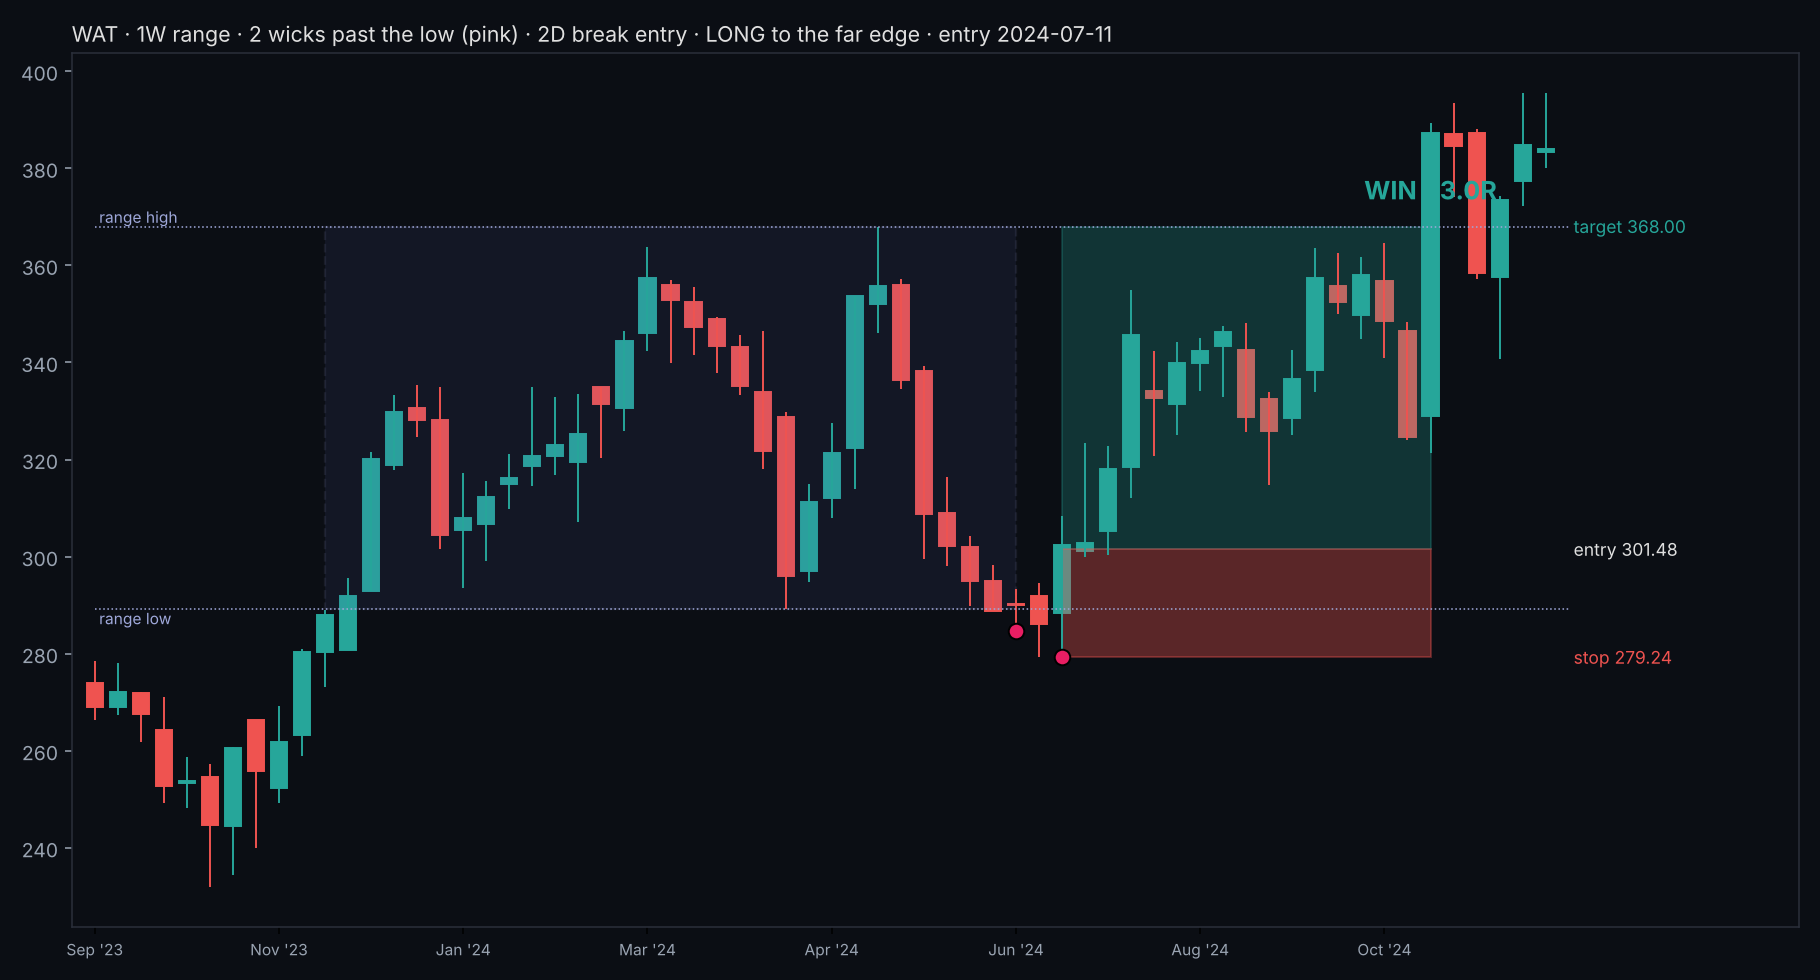 WAT · 1W range · 2 wicks past the low (pink) · 2D break entry · LONG to the far edge · entry 2024-07-11
400
380
WIN 3.0R
range high
target 368.00
360
340
320
300
entry 301.48
range low
280
stop 279.24
260
240
Sep '23 Nov '23 Jan '24 Mar '24 Apr '24 Jun '24 Aug '24 Oct '24